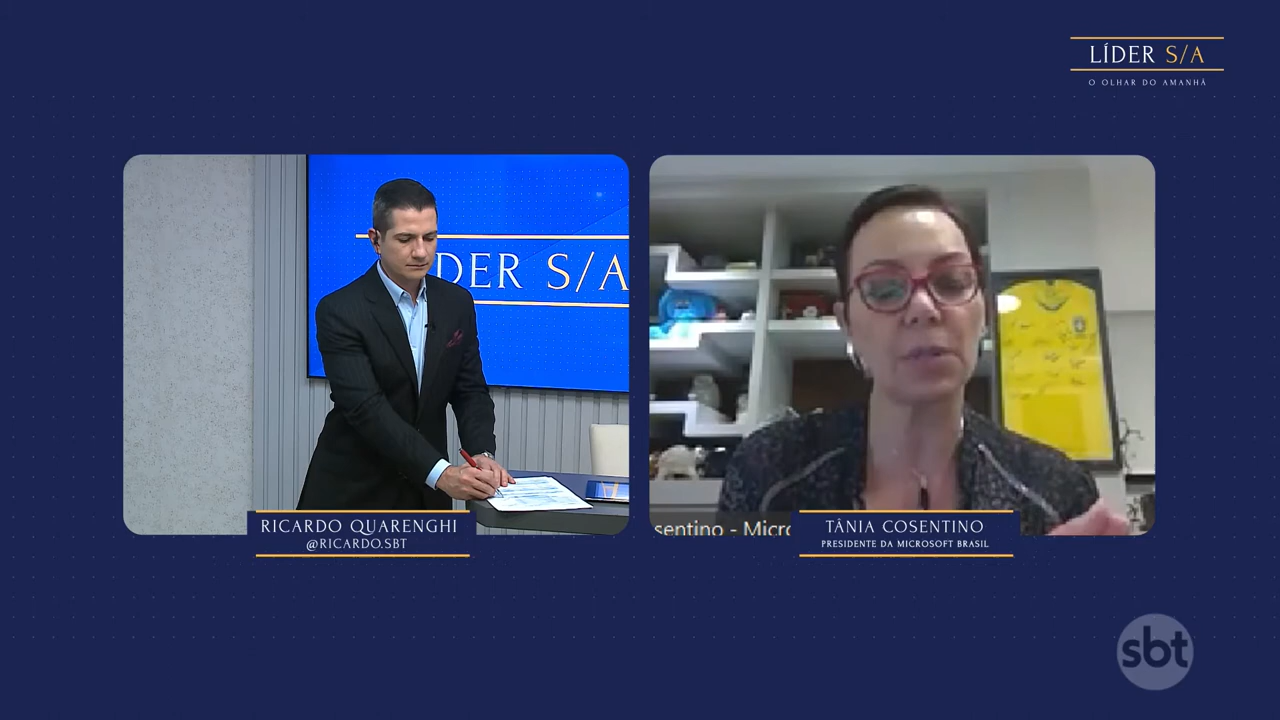 LÍDER S/A
O OLHAR DO AMANHÃ
DER S/A
sentino - Micro
RICARDO QUARENGHI
@RICARDO.SBT
TÂNIA COSENTINO
PRESIDENTE DA MICROSOFT BRASIL
sbt